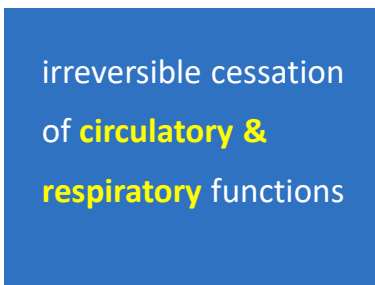 irreversible cessation
of circulatory &
respiratory functions